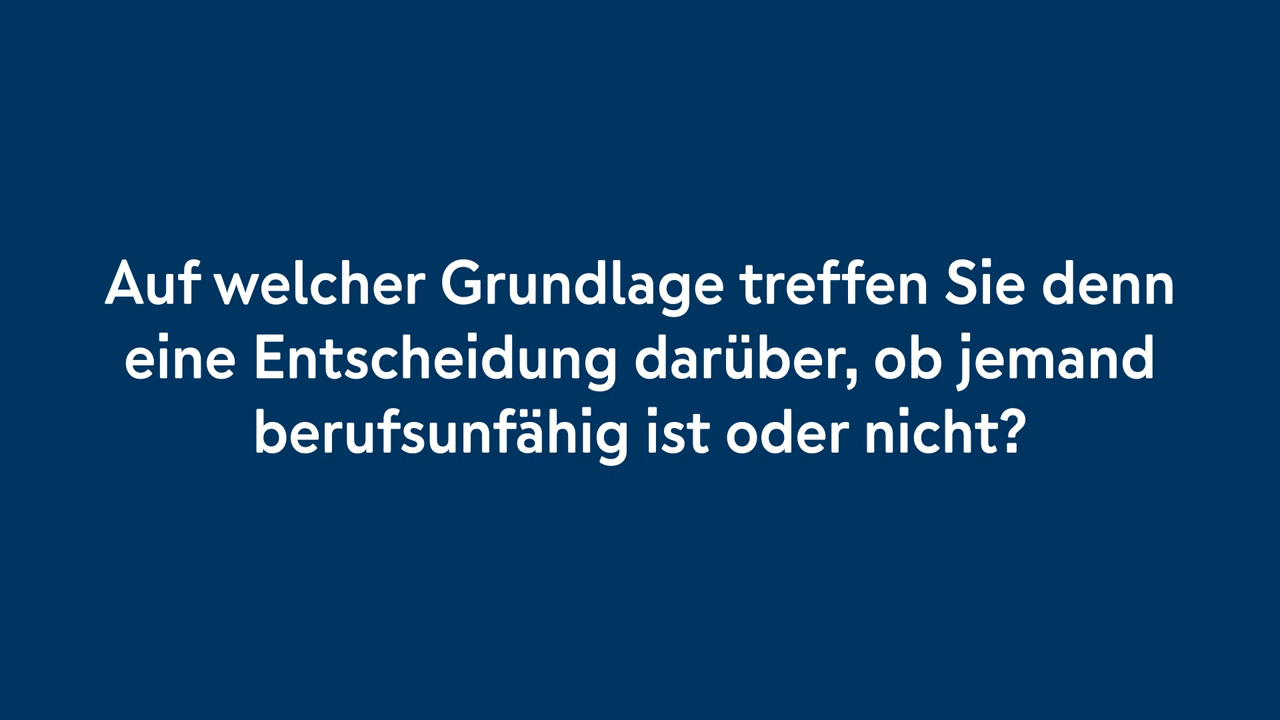 Auf welcher Grundlage treffen Sie denn
eine Entscheidung darüber, ob jemand
berufsunfähig ist oder nicht?